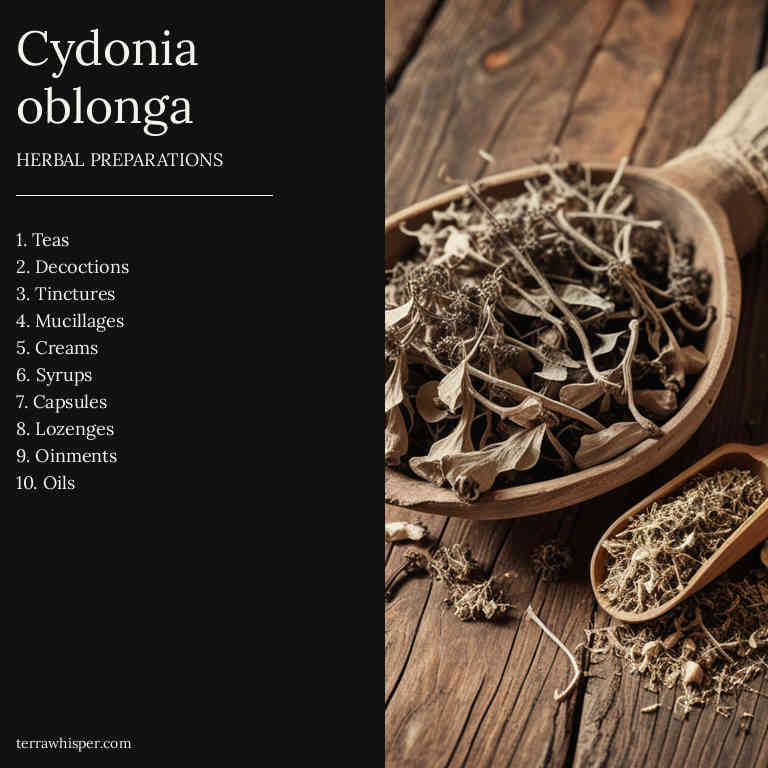 Cydonia
oblonga
HERBAL PREPARATIONS
1. Teas
2. Decoctions
3. Tinctures
4. Mucillages
5. Creams
6. Syrups
7. Capsules
8. Lozenges
9. Oinments
10. Oils
terrawhisper.com